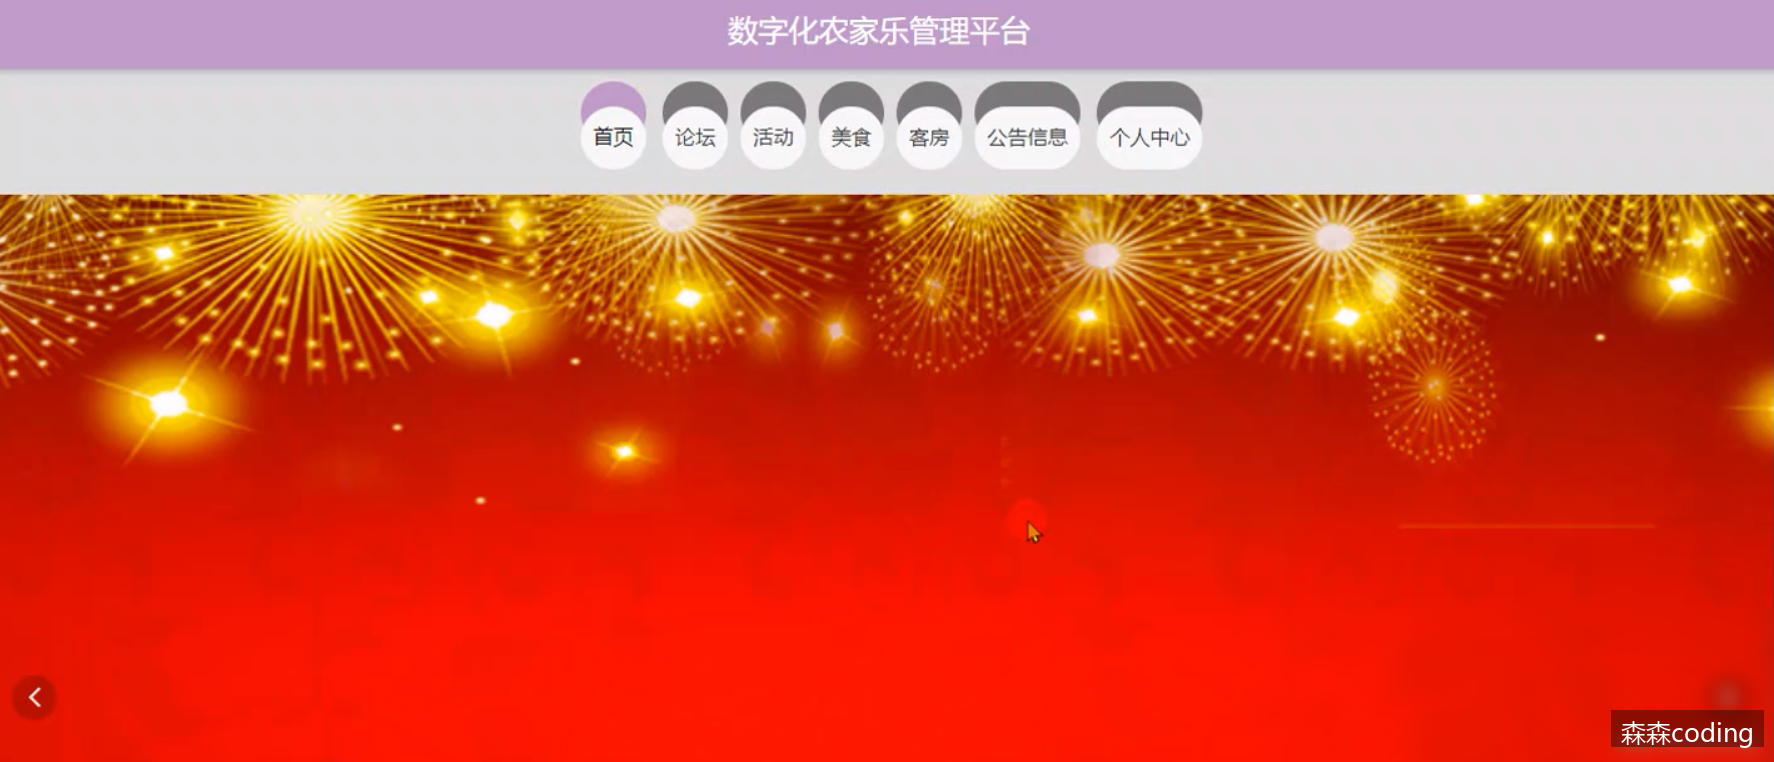 数字化农家乐管理平台
首页 论坛 活动 美食 客房 公告信息 个人中心
森森coding